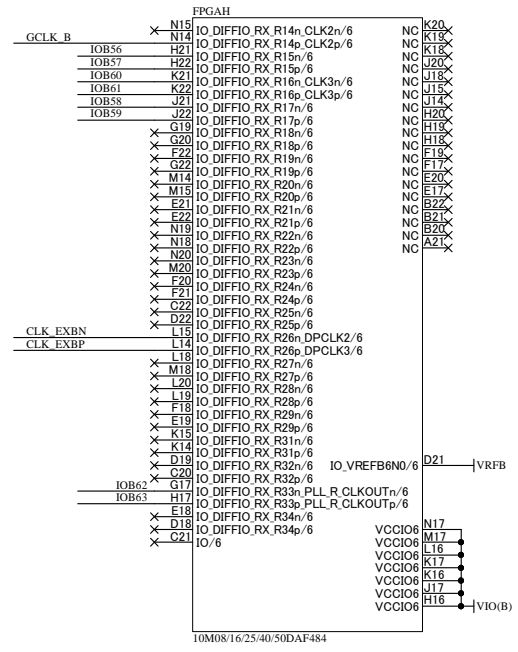 FPGAH
N15 IO_DIFFIO_RX_R14n_CLK2n/6 NC K20
GCLK_B N14 IO_DIFFIO_RX_R14p_CLK2p/6 NC K19
IOB56 H21 IO_DIFFIO_RX_R15n/6 NC K18
IOB57 H22 IO_DIFFIO_RX_R15p/6 NC J20
IOB60 K21 IO_DIFFIO_RX_R16n_CLK3n/6 NC J18
IOB61 K22 IO_DIFFIO_RX_R16p_CLK3p/6 NC J15
IOB58 J21 IO_DIFFIO_RX_R17n/6 NC J14
IOB59 J22 IO_DIFFIO_RX_R17p/6 NC H20
G19 IO_DIFFIO_RX_R18n/6 NC H19
G20 IO_DIFFIO_RX_R18p/6 NC H18
F22 IO_DIFFIO_RX_R19n/6 NC F19
G22 IO_DIFFIO_RX_R19p/6 NC F17
M14 IO_DIFFIO_RX_R20n/6 NC E20
M15 IO_DIFFIO_RX_R20p/6 NC E17
E21 IO_DIFFIO_RX_R21n/6 NC B22
E22 IO_DIFFIO_RX_R21p/6 NC B21
N19 IO_DIFFIO_RX_R22n/6 NC B20
N18 IO_DIFFIO_RX_R22p/6 NC A21
N20 IO_DIFFIO_RX_R23n/6
M20 IO_DIFFIO_RX_R23p/6
F20 IO_DIFFIO_RX_R24n/6
F21 IO_DIFFIO_RX_R24p/6
C22 IO_DIFFIO_RX_R25n/6
D22 IO_DIFFIO_RX_R25p/6
CLK_EXBN L15 IO_DIFFIO_RX_R26n_DPCLK2/6
CLK_EXBP L14 IO_DIFFIO_RX_R26p_DPCLK3/6
L18 IO_DIFFIO_RX_R27n/6
M18 IO_DIFFIO_RX_R27p/6
L20 IO_DIFFIO_RX_R28n/6
L19 IO_DIFFIO_RX_R28p/6
F18 IO_DIFFIO_RX_R29n/6
E19 IO_DIFFIO_RX_R29p/6
K15 IO_DIFFIO_RX_R31n/6
K14 IO_DIFFIO_RX_R31p/6
D19 IO_DIFFIO_RX_R32n/6 IO_VREFB6N0/6 D21 VRFB
C20 IO_DIFFIO_RX_R32p/6
IOB62 G17 IO_DIFFIO_RX_R33n_PLL_R_CLKOUTn/6
IOB63 H17 IO_DIFFIO_RX_R33p_PLL_R_CLKOUTp/6
E18 IO_DIFFIO_RX_R34n/6
D18 IO_DIFFIO_RX_R34p/6 VCCIO6 N17
C21 IO/6 VCCIO6 M17
VCCIO6 L16
VCCIO6 K17
VCCIO6 K16
VCCIO6 J17
VCCIO6 H16 VIO(B)
10M08/16/25/40/50DAF484